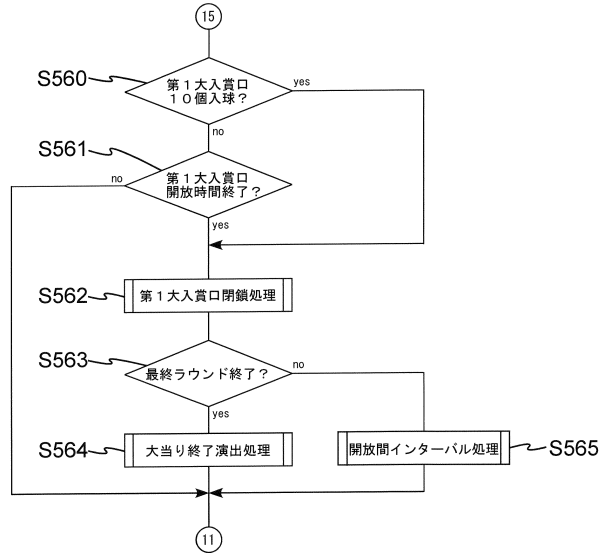 15
S560
第１大入賞口
１０個入球？
yes
no
S561
第１大入賞口
開放時間終了？
no
yes
S562
第１大入賞口閉鎖処理
S563
最終ラウンド終了？
no
yes
S564
大当り終了演出処理
開放間インターバル処理
S565
11